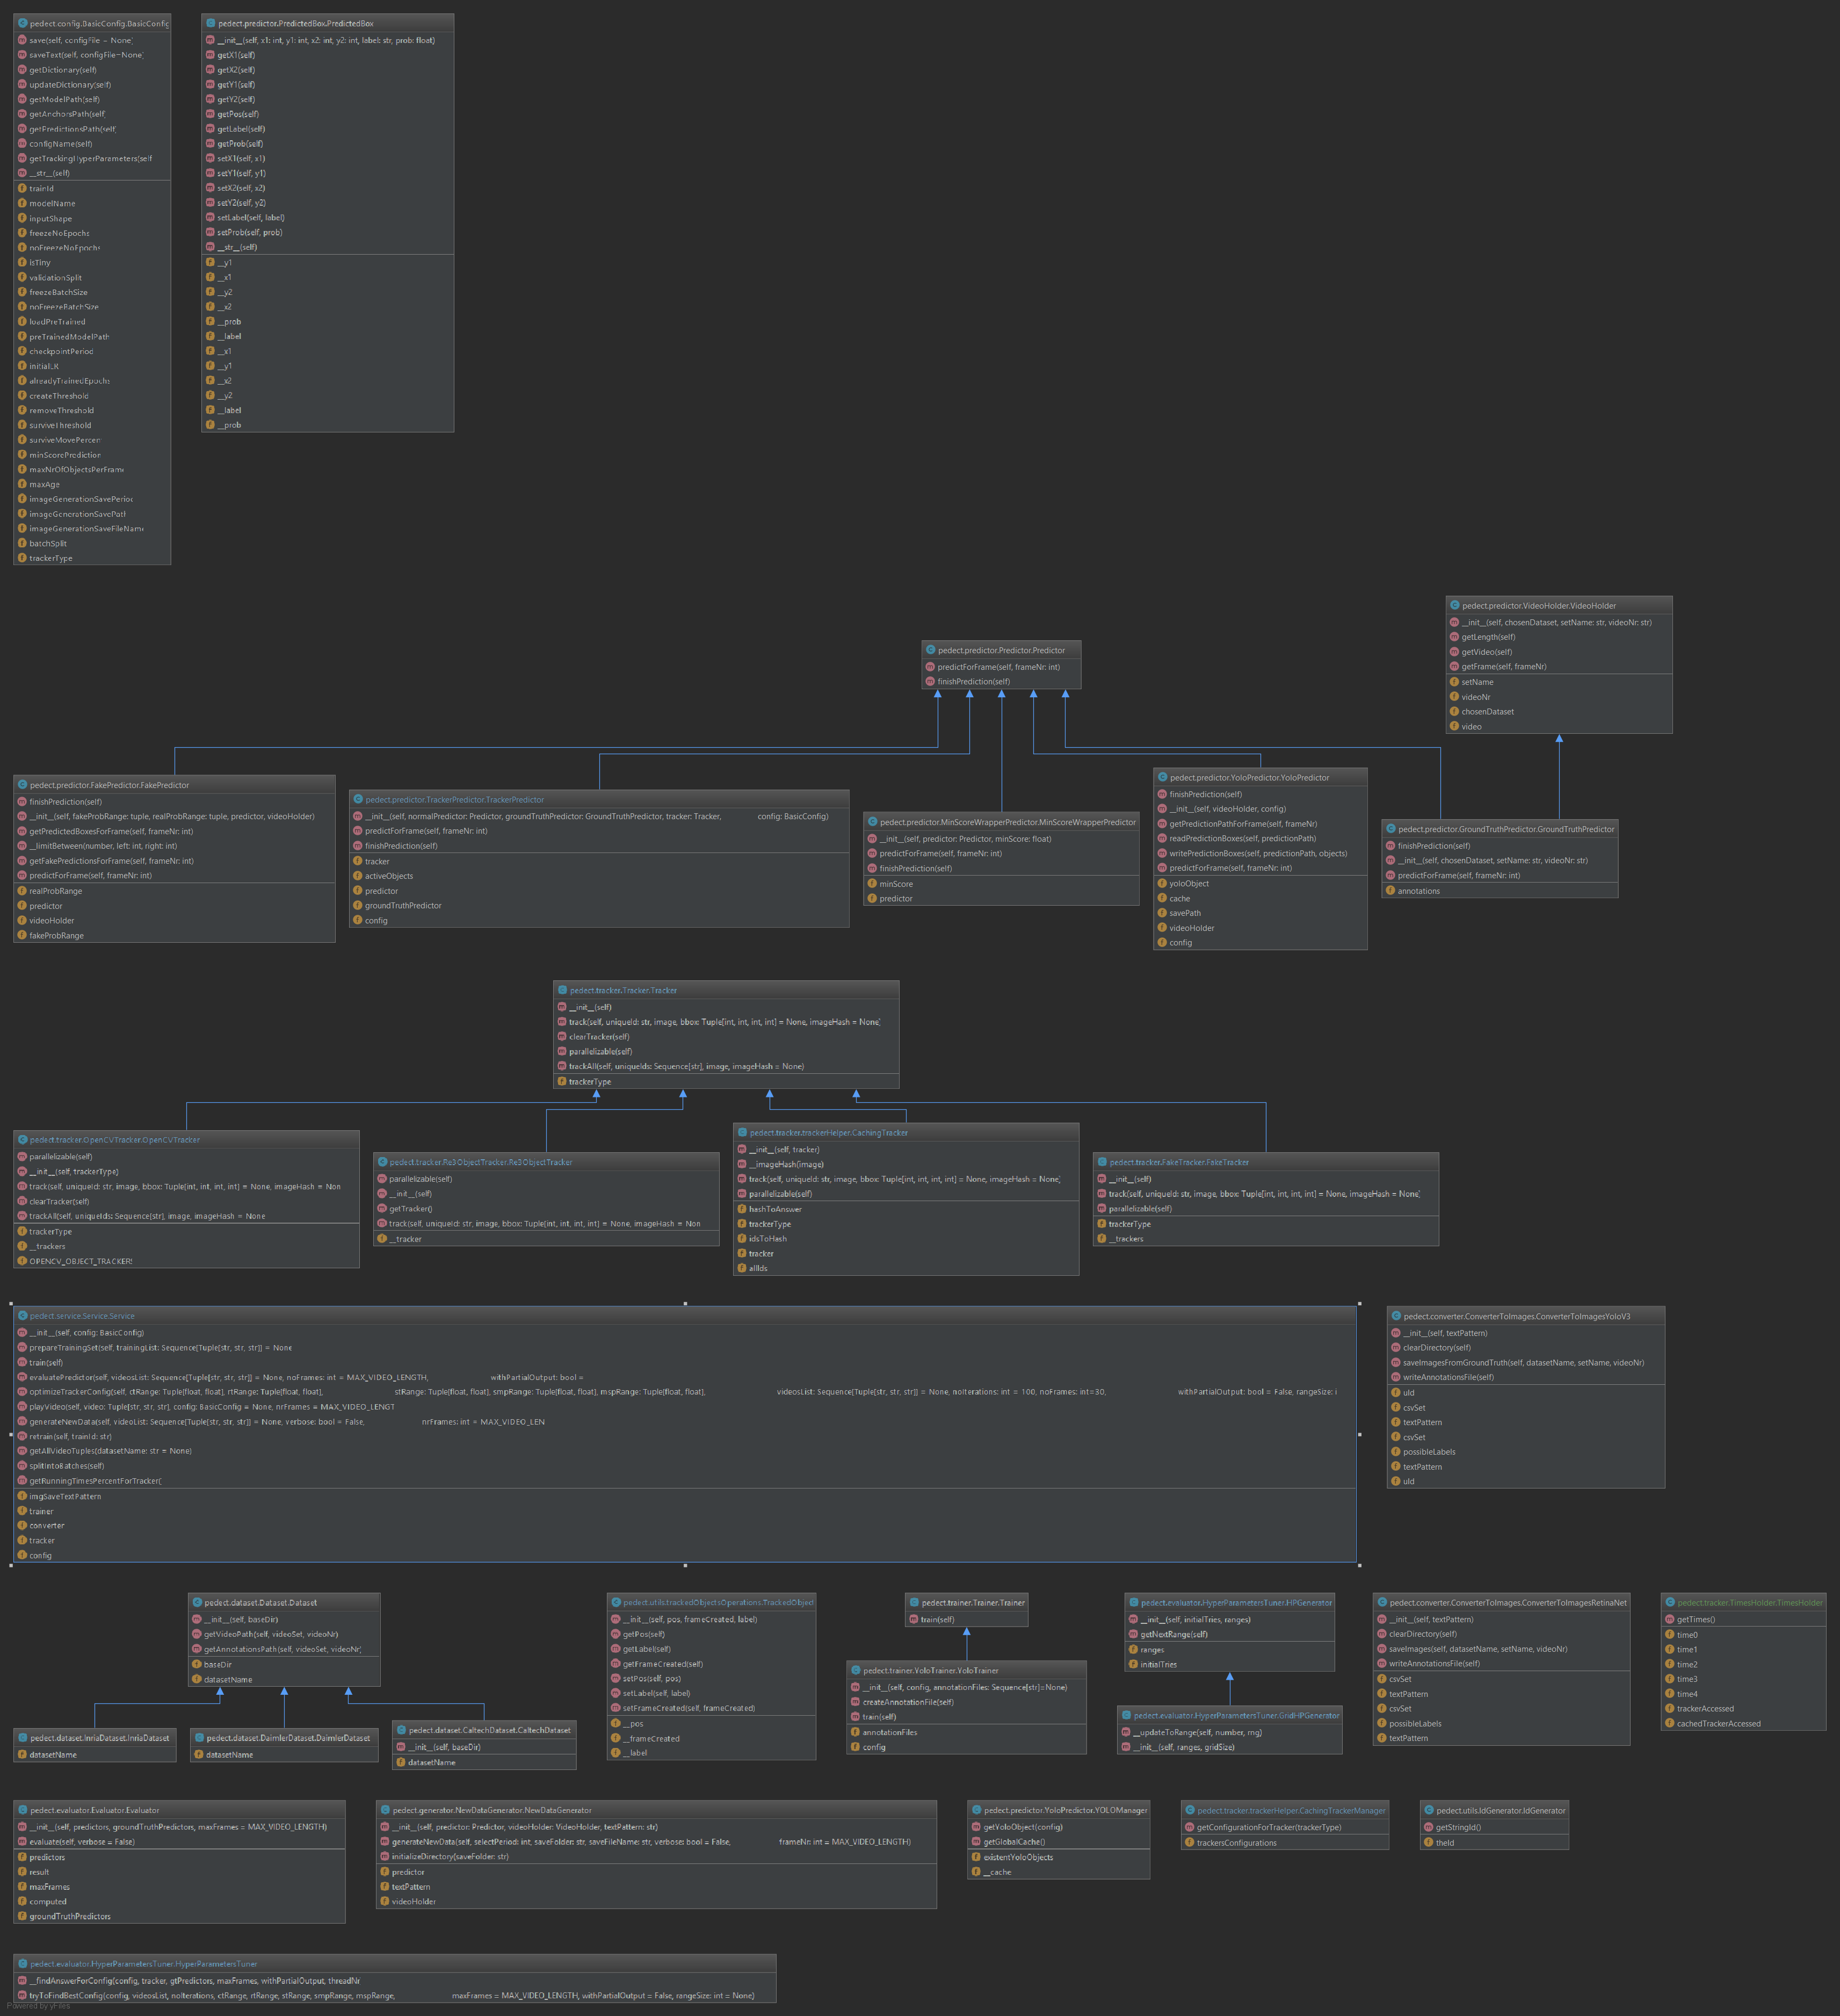 pedect.config.BasicConfig.BasicConfig
save(self, configFile = None)
saveText(self, configFile=None)
getDictionary(self)
updateDictionary(self)
getModelPath(self)
getAnchorsPath(self)
getPredictionsPath(self)
configName(self)
getTrackingHyperParameters(self
__str__(self)
trainId
modelName
inputShape
freezeNoEpochs
noFreezeNoEpochs
isTiny
validationSplit
freezeBatchSize
noFreezeBatchSize
loadPreTrained
preTrainedModelPath
checkpointPeriod
initialLR
alreadyTrainedEpochs
createThreshold
removeThreshold
surviveThreshold
surviveMovePercent
minScorePrediction
maxNrOfObjectsPerFrame
maxAge
imageGenerationSavePeriod
imageGenerationSavePath
imageGenerationSaveFileName
batchSplit
trackerType
pedect.predictor.PredictedBox.PredictedBox
__init__(self, x1: int, y1: int, x2: int, y2: int, label: str, prob: float)
getX1(self)
getX2(self)
getY1(self)
getY2(self)
getPos(self)
getLabel(self)
getProb(self)
setX1(self, x1)
setY1(self, y1)
setX2(self, x2)
setY2(self, y2)
setLabel(self, label)
setProb(self, prob)
__str__(self)
__y1
__x1
__y2
__x2
__prob
__label
__x1
__y1
__x2
__y2
__label
__prob
pedect.predictor.VideoHolder.VideoHolder
__init__(self, chosenDataset, setName: str, videoNr: str)
getLength(self)
getVideo(self)
getFrame(self, frameNr)
setName
videoNr
chosenDataset
video
pedect.predictor.Predictor.Predictor
predictForFrame(self, frameNr: int)
finishPrediction(self)
pedect.predictor.FakePredictor.FakePredictor
finishPrediction(self)
__init__(self, fakeProbRange: tuple, realProbRange: tuple, predictor, videoHolder)
getPredictedBoxesForFrame(self, frameNr: int)
__limitBetween(number, left: int, right: int)
getFakePredictionsForFrame(self, frameNr: int)
predictForFrame(self, frameNr: int)
realProbRange
predictor
videoHolder
fakeProbRange
pedect.predictor.TrackerPredictor.TrackerPredictor
__init__(self, normalPredictor: Predictor, groundTruthPredictor: GroundTruthPredictor, tracker: Tracker, config: BasicConfig)
predictForFrame(self, frameNr: int)
finishPrediction(self)
tracker
activeObjects
predictor
groundTruthPredictor
config
pedect.predictor.MinScoreWrapperPredictor.MinScoreWrapperPredictor
__init__(self, predictor: Predictor, minScore: float)
predictForFrame(self, frameNr: int)
finishPrediction(self)
minScore
predictor
pedect.predictor.YoloPredictor.YoloPredictor
finishPrediction(self)
__init__(self, videoHolder, config)
getPredictionPathForFrame(self, frameNr)
readPredictionBoxes(self, predictionPath)
writePredictionBoxes(self, predictionPath, objects)
predictForFrame(self, frameNr: int)
yoloObject
cache
savePath
videoHolder
config
pedect.predictor.GroundTruthPredictor.GroundTruthPredictor
finishPrediction(self)
__init__(self, chosenDataset, setName: str, videoNr: str)
predictForFrame(self, frameNr: int)
annotations
pedect.tracker.Tracker.Tracker
__init__(self)
track(self, uniqueId: str, image, bbox: Tuple[int, int, int, int] = None, imageHash = None)
clearTracker(self)
parallelizable(self)
trackAll(self, uniqueIds: Sequence[str], image, imageHash = None)
trackerType
pedect.tracker.OpenCVTracker.OpenCVTracker
parallelizable(self)
__init__(self, trackerType)
track(self, uniqueId: str, image, bbox: Tuple[int, int, int, int] = None, imageHash = Non
clearTracker(self)
trackAll(self, uniqueIds: Sequence[str], image, imageHash = None
trackerType
__trackers
OPENCV_OBJECT_TRACKERS
pedect.tracker.Re3ObjectTracker.Re3ObjectTracker
parallelizable(self)
__init__(self)
getTracker()
track(self, uniqueId: str, image, bbox: Tuple[int, int, int, int] = None, imageHash = Non
__tracker
pedect.tracker.trackerHelper.CachingTracker
__init__(self, tracker)
__imageHash(image)
track(self, uniqueId: str, image, bbox: Tuple[int, int, int, int] = None, imageHash = None)
parallelizable(self)
hashToAnswer
trackerType
idsToHash
tracker
allIds
pedect.tracker.FakeTracker.FakeTracker
__init__(self)
track(self, uniqueId: str, image, bbox: Tuple[int, int, int, int] = None, imageHash = None)
parallelizable(self)
trackerType
__trackers
pedect.service.Service.Service
__init__(self, config: BasicConfig)
prepareTrainingSet(self, trainingList: Sequence[Tuple[str, str, str]] = None
train(self)
evaluatePredictor(self, videosList: Sequence[Tuple[str, str, str]] = None, noFrames: int = MAX_VIDEO_LENGTH, withPartialOutput: bool =
optimizeTrackerConfig(self, ctRange: Tuple[float, float], rtRange: Tuple[float, float], stRange: Tuple[float, float], smpRange: Tuple[float, float], mspRange: Tuple[float, float], videosList: Sequence[Tuple[str, str, str]] = None, noIterations: int = 100, noFrames: int=30, withPartialOutput: bool = False, rangeSize: i
playVideo(self, video: Tuple[str, str, str], config: BasicConfig = None, nrFrames = MAX_VIDEO_LENGT
generateNewData(self, videoList: Sequence[Tuple[str, str, str]] = None, verbose: bool = False, nrFrames: int = MAX_VIDEO_LEN
retrain(self, trainId: str)
getAllVideoTuples(datasetName: str = None)
splitIntoBatches(self)
getRunningTimesPercentForTracker(
imgSaveTextPattern
trainer
converter
tracker
config
pedect.converter.ConverterToImages.ConverterToImagesYoloV3
__init__(self, textPattern)
clearDirectory(self)
saveImagesFromGroundTruth(self, datasetName, setName, videoNr)
writeAnnotationsFile(self)
uId
csvSet
textPattern
csvSet
possibleLabels
textPattern
uId
pedect.dataset.Dataset.Dataset
__init__(self, baseDir)
getVideoPath(self, videoSet, videoNr)
getAnnotationsPath(self, videoSet, videoNr)
baseDir
datasetName
pedect.dataset.InriaDataset.InriaDataset
datasetName
pedect.dataset.DaimlerDataset.DaimlerDataset
datasetName
pedect.dataset.CaltechDataset.CaltechDataset
__init__(self, baseDir)
datasetName
pedect.utils.trackedObjectsOperations.TrackedObject
__init__(self, pos, frameCreated, label)
getPos(self)
getLabel(self)
getFrameCreated(self)
setPos(self, pos)
setLabel(self, label)
setFrameCreated(self, frameCreated)
__pos
__frameCreated
__label
pedect.trainer.Trainer.Trainer
train(self)
pedect.trainer.YoloTrainer.YoloTrainer
__init__(self, config, annotationFiles: Sequence[str]=None)
createAnnotationFile(self)
train(self)
annotationFiles
config
pedect.evaluator.HyperParametersTuner.HPGenerator
__init__(self, initialTries, ranges)
getNextRange(self)
ranges
initialTries
pedect.evaluator.HyperParametersTuner.GridHPGenerator
__updateToRange(self, number, rng)
__init__(self, ranges, gridSize)
pedect.converter.ConverterToImages.ConverterToImagesRetinaNet
__init__(self, textPattern)
clearDirectory(self)
saveImages(self, datasetName, setName, videoNr)
writeAnnotationsFile(self)
csvSet
textPattern
csvSet
possibleLabels
textPattern
pedect.tracker.TimesHolder.TimesHolder
getTimes()
time0
time1
time2
time3
time4
trackerAccessed
cachedTrackerAccessed
pedect.evaluator.Evaluator.Evaluator
__init__(self, predictors, groundTruthPredictors, maxFrames = MAX_VIDEO_LENGTH)
evaluate(self, verbose = False)
predictors
result
maxFrames
computed
groundTruthPredictors
pedect.generator.NewDataGenerator.NewDataGenerator
__init__(self, predictor: Predictor, videoHolder: VideoHolder, textPattern: str)
generateNewData(self, selectPeriod: int, saveFolder: str, saveFileName: str, verbose: bool = False, frameNr: int = MAX_VIDEO_LENGTH)
initializeDirectory(saveFolder: str)
predictor
textPattern
videoHolder
pedect.predictor.YoloPredictor.YOLOManager
getYoloObject(config)
getGlobalCache()
existentYoloObjects
__cache
pedect.tracker.trackerHelper.CachingTrackerManager
getConfigurationForTracker(trackerType)
trackersConfigurations
pedect.utils.IdGenerator.IdGenerator
getStringId()
theId
pedect.evaluator.HyperParametersTuner.HyperParametersTuner
__findAnswerForConfig(config, tracker, gtPredictors, maxFrames, withPartialOutput, threadNr
tryToFindBestConfig(config, videosList, noIterations, ctRange, rtRange, stRange, smpRange, mspRange, maxFrames = MAX_VIDEO_LENGTH, withPartialOutput = False, rangeSize: int = None)
Powered by yFiles